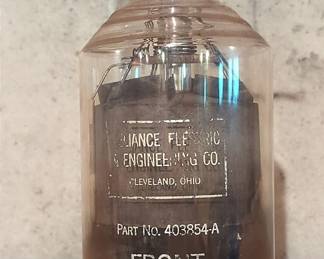 LIANCE ELECTRIC
& ENGINEERING CO.
CLEVELAND, OHIO
PART NO. 403854-A
FRONT